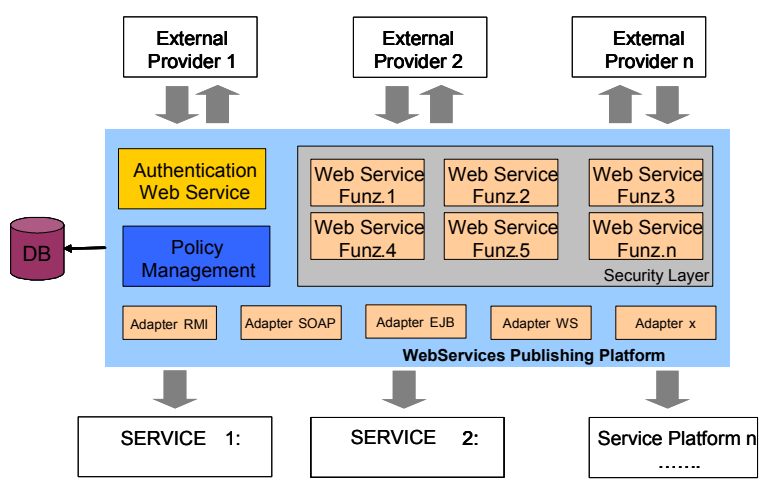 External
Provider 1
External
Provider 2
External
Provider n
Authentication
Web Service
Web Service
Funz.1
Web Service
Funz.2
Web Service
Funz.3
DB
Policy
Management
Web Service
Funz.4
Web Service
Funz.5
Web Service
Funz.n
Security Layer
Adapter RMI
Adapter SOAP
Adapter EJB
Adapter WS
Adapter x
WebServices Publishing Platform
SERVICE 1:
SERVICE 2:
Service Platform n
.......